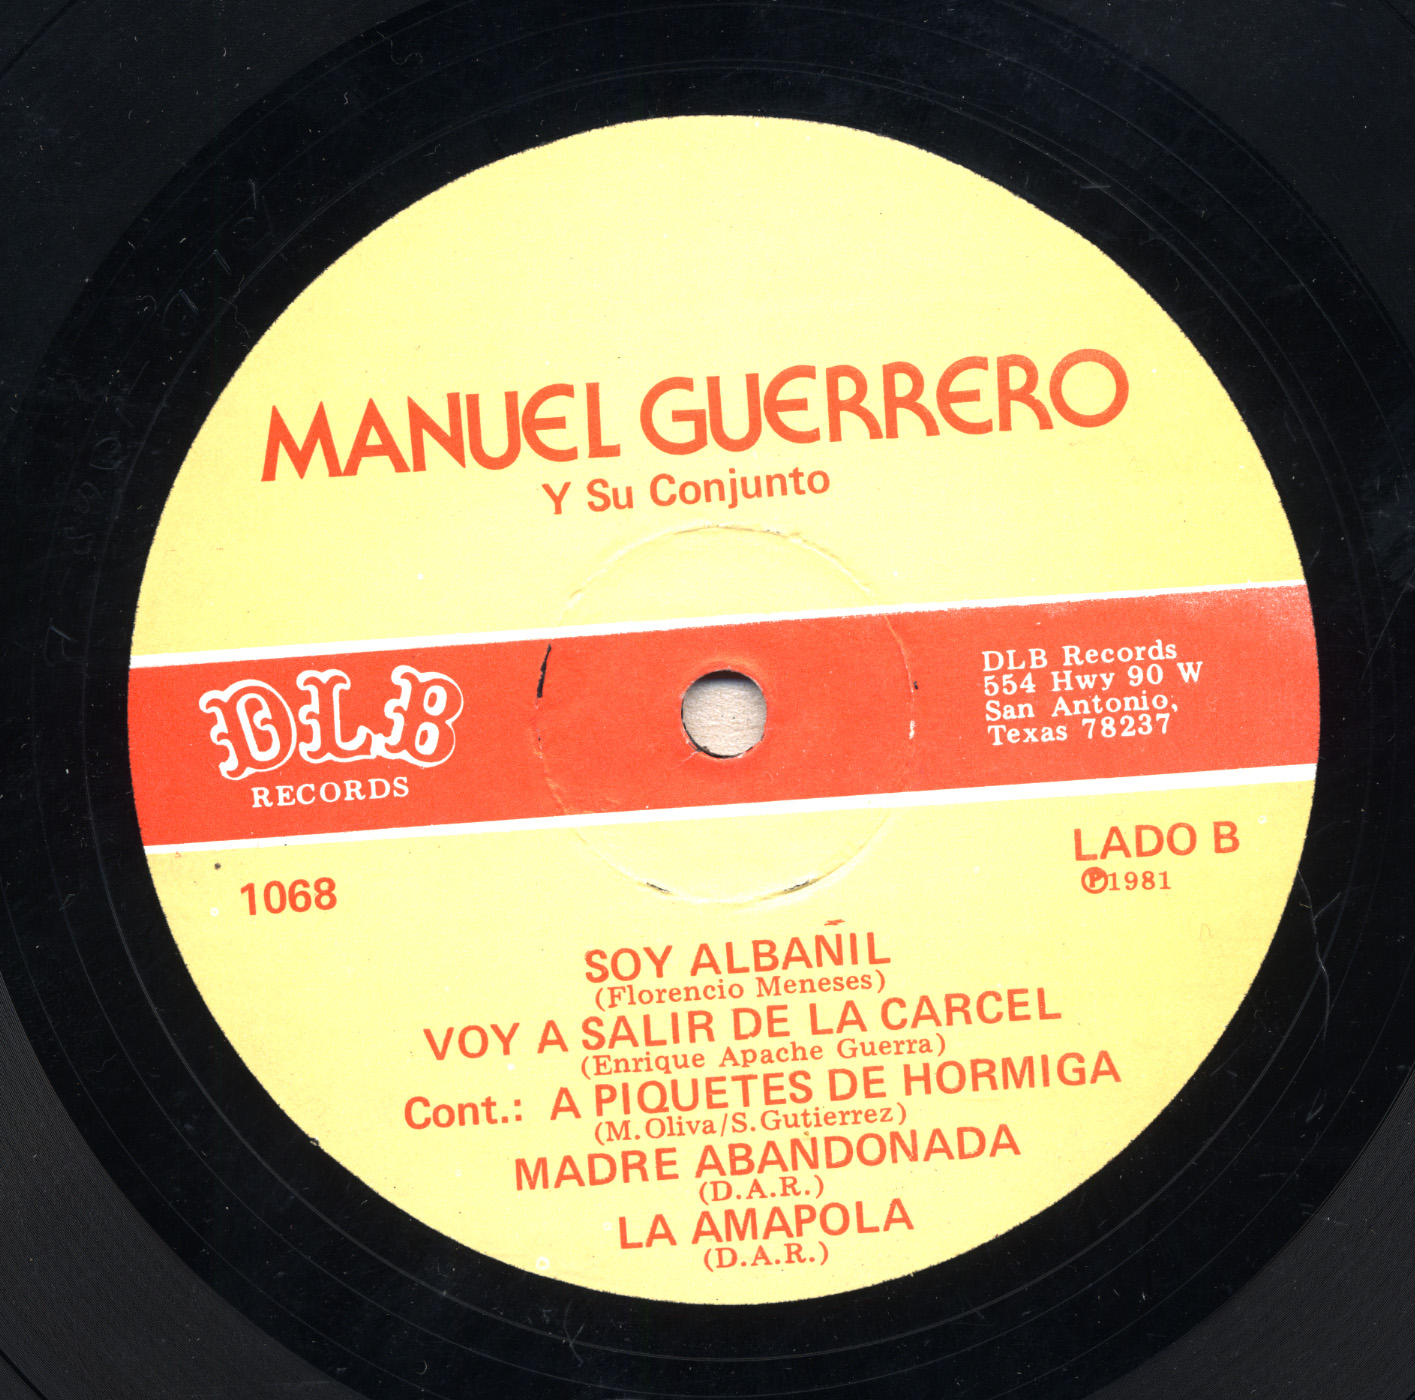 MANUEL GUERRERO
Y Su Conjunto
DLB
RECORDS
DLB Records
554 Hwy 90 W
San Antonio,
Texas 78237
1068
LADO B
℗1981
SOY ALBAÑIL
(Florencio Meneses)
VOY A SALIR DE LA CARCEL
(Enrique Apache Guerra)
Cont.: A PIQUETES DE HORMIGA
(M.Oliva/S.Gutierrez)
MADRE ABANDONADA
(D.A.R.)
LA AMAPOLA
(D.A.R.)